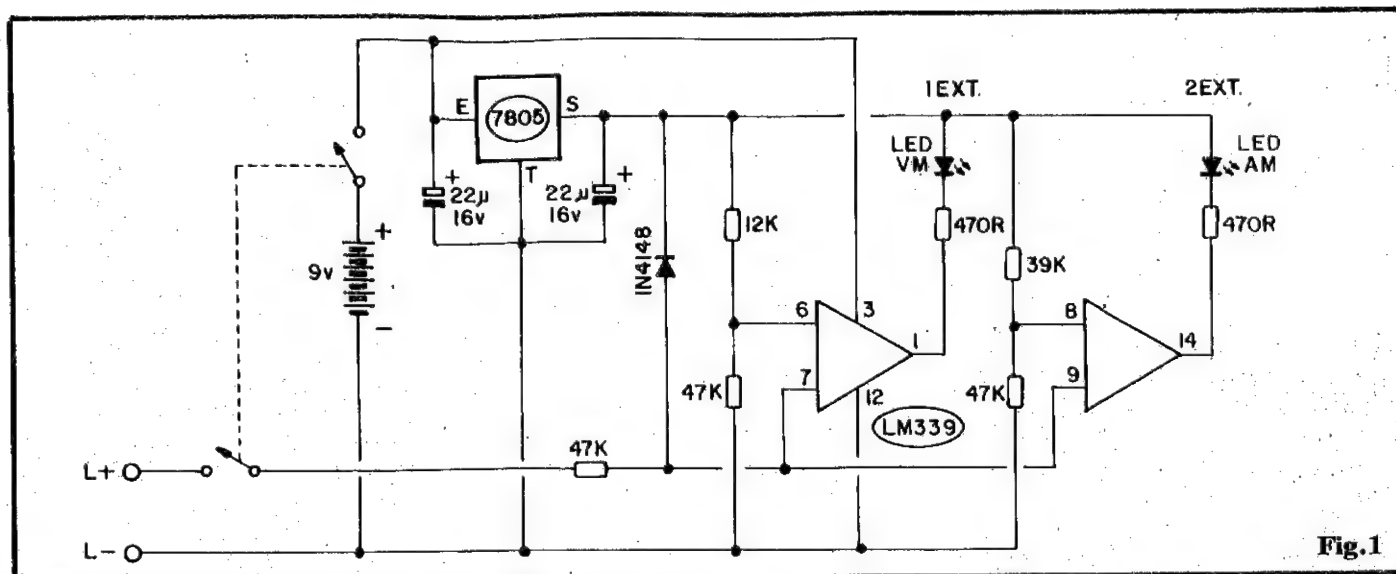 1EXT.
2EXT.
E
7805
S
T
+
22µ
16v
22µ
16v
+
LED
VM
LED
AM
470R
470R
12K
1N4148
39K
+
9v
-
6
3
7
1
12
8
9
14
47K
LM339
47K
47K
L+
L-
Fig.1